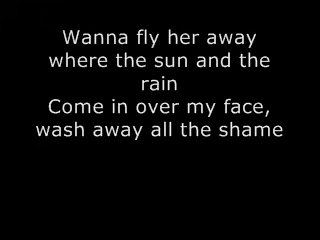 Wanna fly her away
where the sun and the
rain
Come in over my face,
wash away all the shame